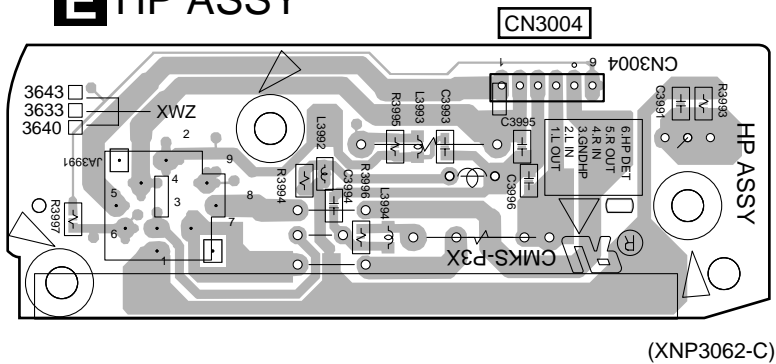 E HP ASSY
CN3004
1
6
CN3004
3643
3633
3640
XWZ
2
JA3991
9
4
5
3
8
7
6
1
R3997
L3992
R3994
C3994
R3996
L3994
R3995
L3993
C3993
C3995
C3996
C3991
R3993
6.HP DET
5.R OUT
4.R IN
3.GNDHP
2.L IN
1.L OUT
HP ASSY
CMKS-P3X
R
(XNP3062-C)